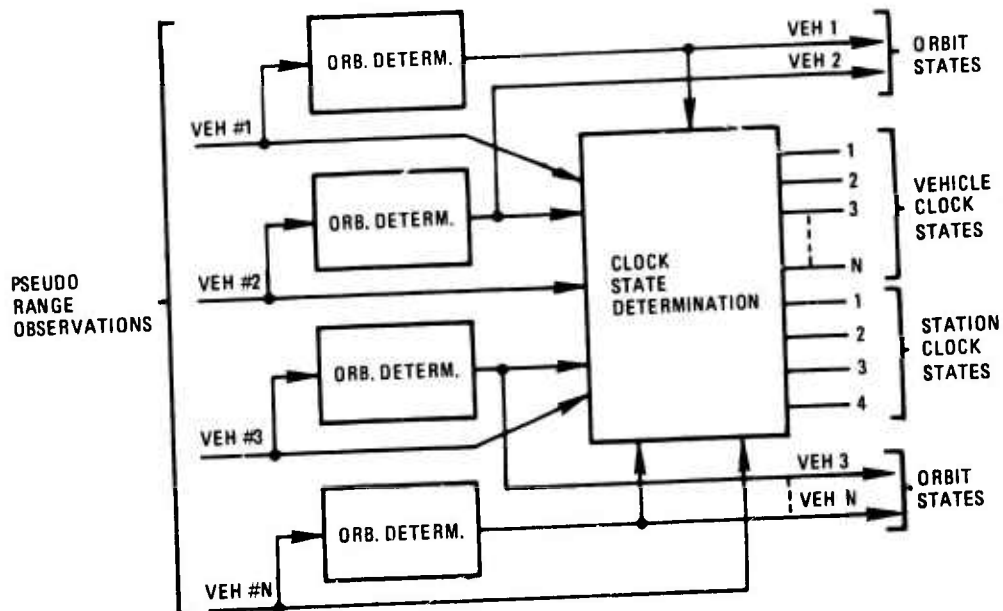 VEH 1
ORB. DETERM.
ORBIT
STATES
VEH 2
VEH #1
1
2
3
N
VEHICLE
CLOCK
STATES
ORB. DETERM.
VEH #2
PSEUDO
RANGE
OBSERVATIONS
CLOCK
STATE
DETERMINATION
1
2
3
4
STATION
CLOCK
STATES
ORB. DETERM.
VEH #3
VEH 3
VEH N
ORBIT
STATES
ORB. DETERM.
VEH #N